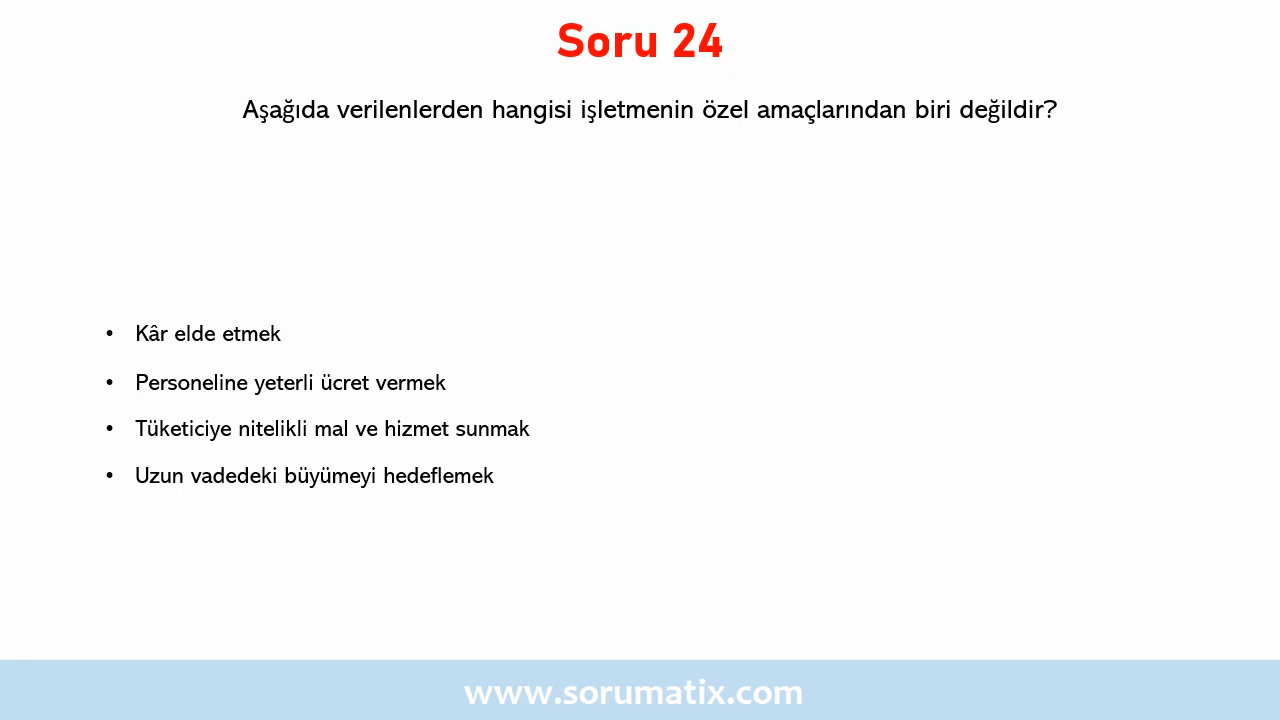 Soru 24
Aşağıda verilenlerden hangisi işletmenin özel amaçlarından biri değildir?
• Kâr elde etmek
• Personeline yeterli ücret vermek
• Tüketiciye nitelikli mal ve hizmet sunmak
• Uzun vadedeki büyümeyi hedeflemek
www.sorumatix.com